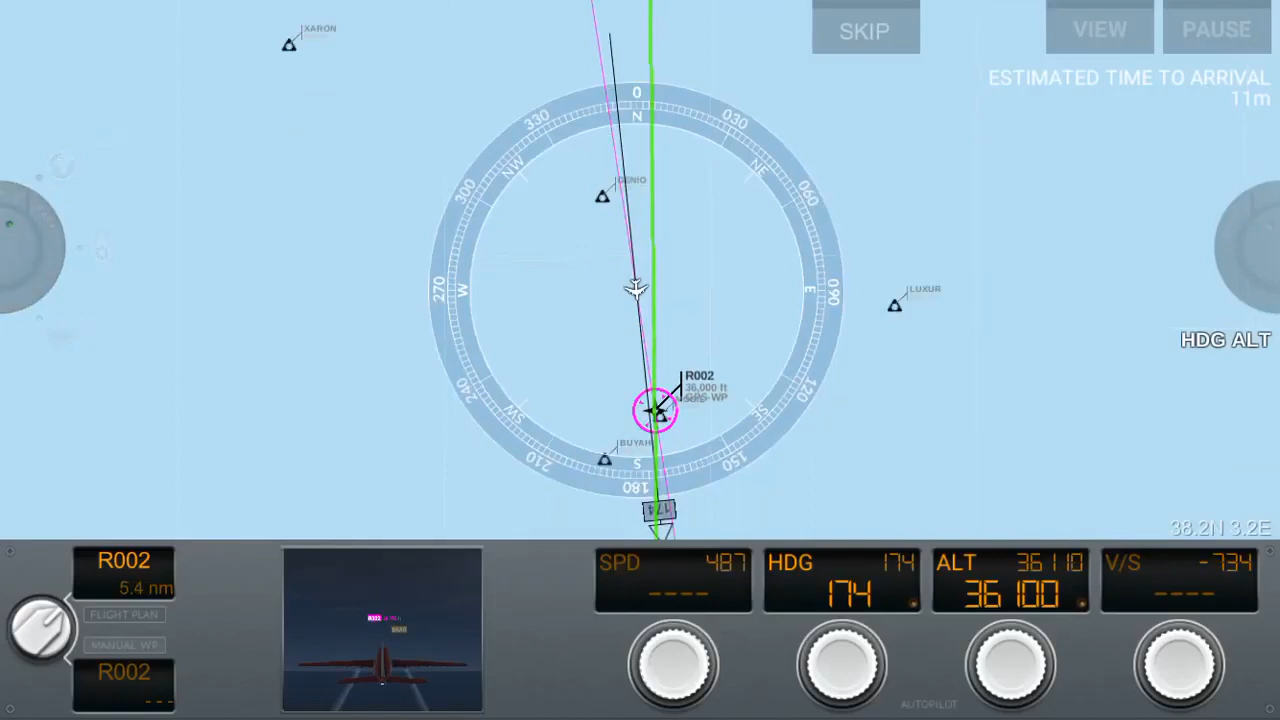 XARON
SKIP
VIEW
PAUSE
ESTIMATED TIME TO ARRIVAL
11m
0
N
330
030
NW
NE
300
060
GENIO
270
W
E
090
LUXUR
HDG ALT
R002
36,000 ft
GPS-WP
240
120
SW
SE
BUYAH
210
S
150
180
174
38.2N 3.2E
R002
5.4 nm
FLIGHT PLAN
MANUAL WP
R002
---
SPD 487
----
HDG 174
174
ALT 36110
36100
V/S -734
----
AUTOPILOT